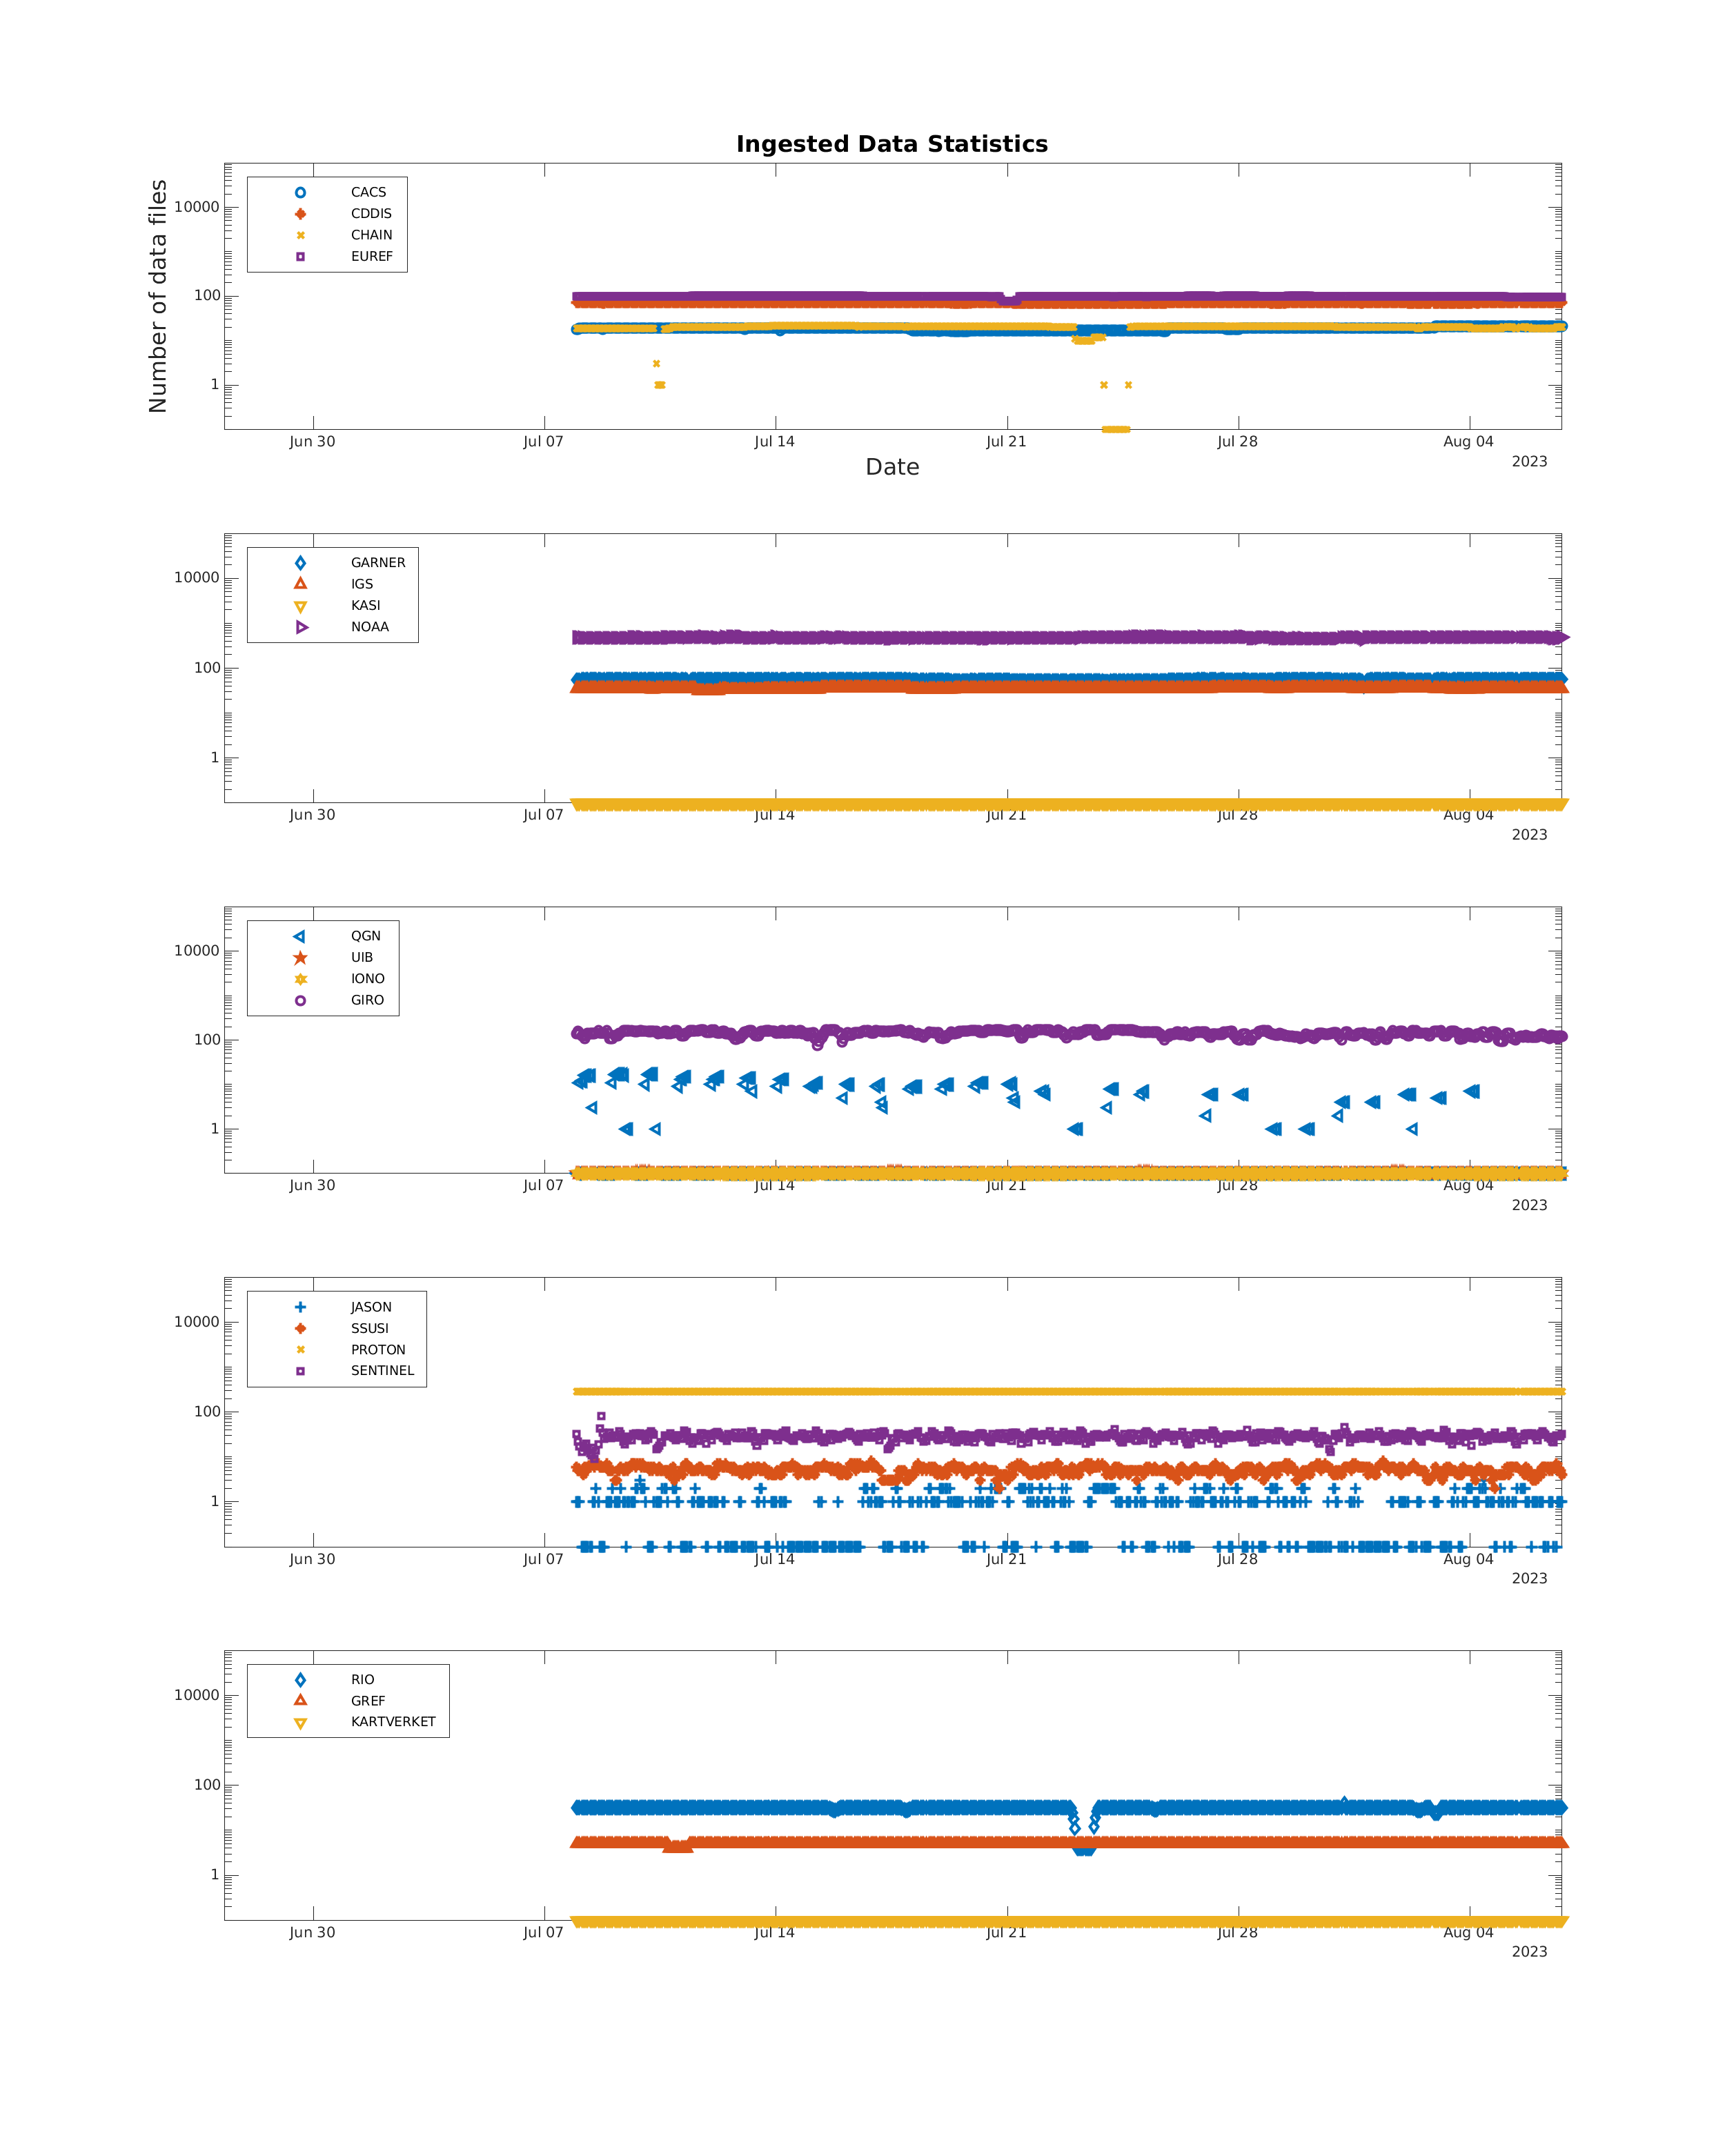 Ingested Data Statistics
Number of data files
CACS
CDDIS
CHAIN
EUREF
10000
100
1
Jun 30 Jul 07 Jul 14 Jul 21 Jul 28 Aug 04
2023
Date
GARNER
IGS
KASI
NOAA
10000
100
1
Jun 30 Jul 07 Jul 14 Jul 21 Jul 28 Aug 04
2023
QGN
UIB
IONO
GIRO
10000
100
1
Jun 30 Jul 07 Jul 14 Jul 21 Jul 28 Aug 04
2023
JASON
SSUSI
PROTON
SENTINEL
10000
100
1
Jun 30 Jul 07 Jul 14 Jul 21 Jul 28 Aug 04
2023
RIO
GREF
KARTVERKET
10000
100
1
Jun 30 Jul 07 Jul 14 Jul 21 Jul 28 Aug 04
2023